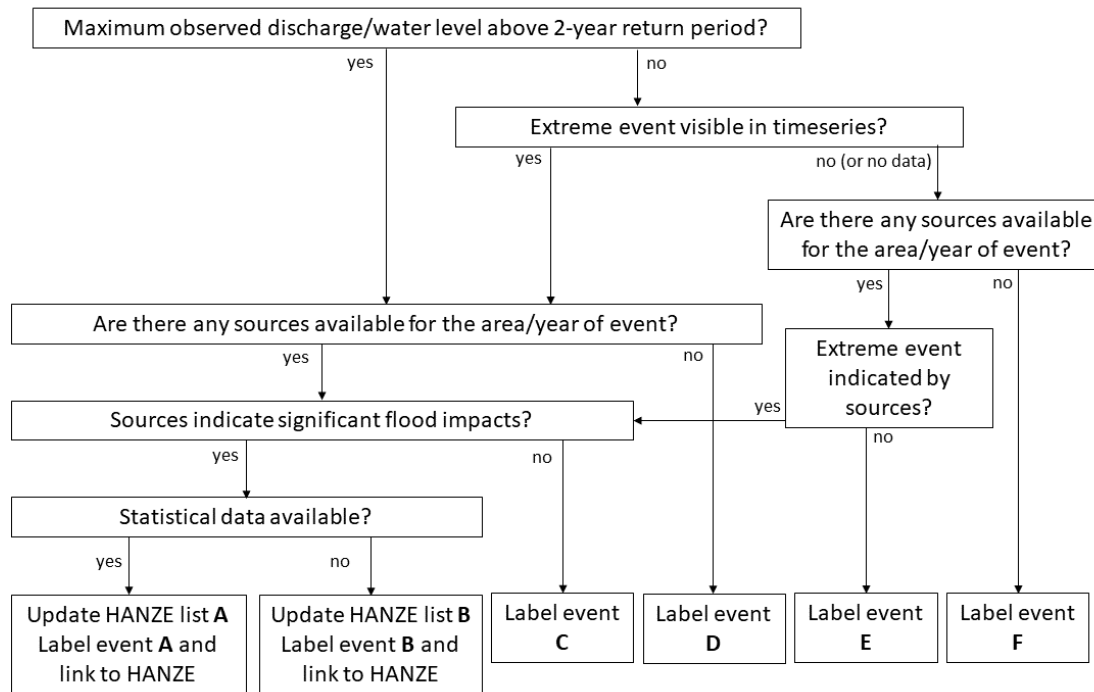 Maximum observed discharge/water level above 2-year return period?
yes
no
Extreme event visible in timeseries?
yes
no (or no data)
Are there any sources available
for the area/year of event?
yes
no
Are there any sources available for the area/year of event?
yes
no
Extreme event
indicated by
sources?
yes
no
Sources indicate significant flood impacts?
yes
no
Statistical data available?
yes
no
Update HANZE list A
Label event A and
link to HANZE
Update HANZE list B
Label event B and
link to HANZE
Label event
C
Label event
D
Label event
E
Label event
F